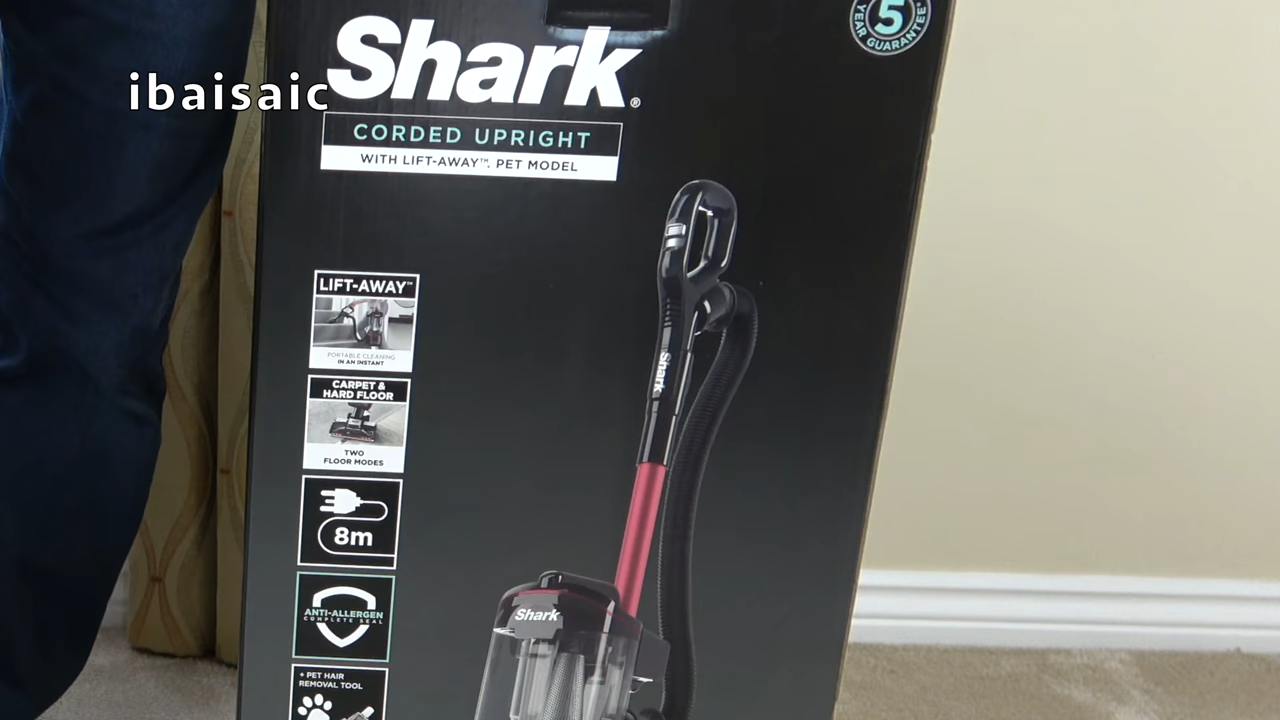 ibaisaic
Shark®
CORDED UPRIGHT
WITH LIFT-AWAY™ PET MODEL
5
YEAR GUARANTEE
LIFT-AWAY™
PORTABLE CLEANING
IN AN INSTANT
CARPET &
HARD FLOOR
TWO
FLOOR MODES
8m
ANTI-ALLERGEN
COMPLETE SEAL
+ PET HAIR
REMOVAL TOOL
Shark
Shark